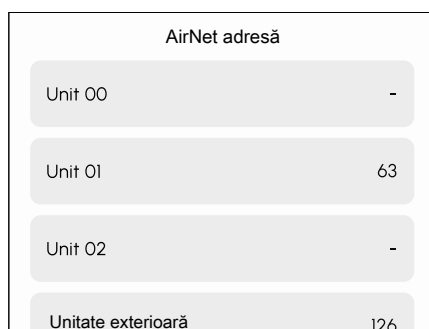 AirNet adresă
Unit 00 -
Unit 01 63
Unit 02 -
Unitate exterioară 126